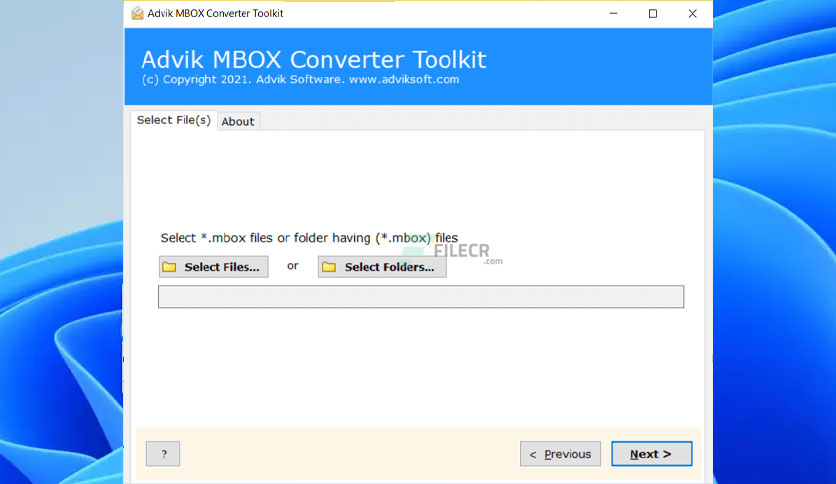 Advik MBOX Converter Toolkit
Advik MBOX Converter Toolkit
(c) Copyright 2021. Advik Software. www.adviksoft.com
Select File(s) About
Select *.mbox files or folder having (*.mbox) files
FILECR
.com
Select Files... or Select Folders...
?
< Previous
Next >